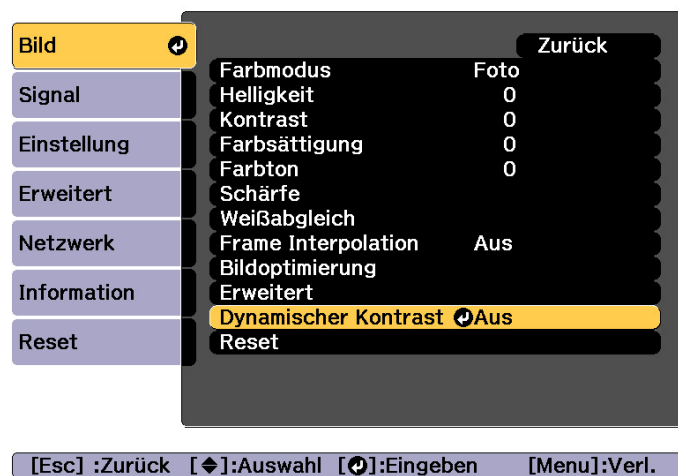 Bild
Signal
Einstellung
Erweitert
Netzwerk
Information
Reset
Zurück
Farbmodus Foto
Helligkeit 0
Kontrast 0
Farbsättigung 0
Farbton 0
Schärfe
Weißabgleich
Frame Interpolation Aus
Bildoptimierung
Erweitert
Dynamischer Kontrast Aus
Reset
[Esc] :Zurück [◆]:Auswahl [⏎]:Eingeben [Menu]:Verl.